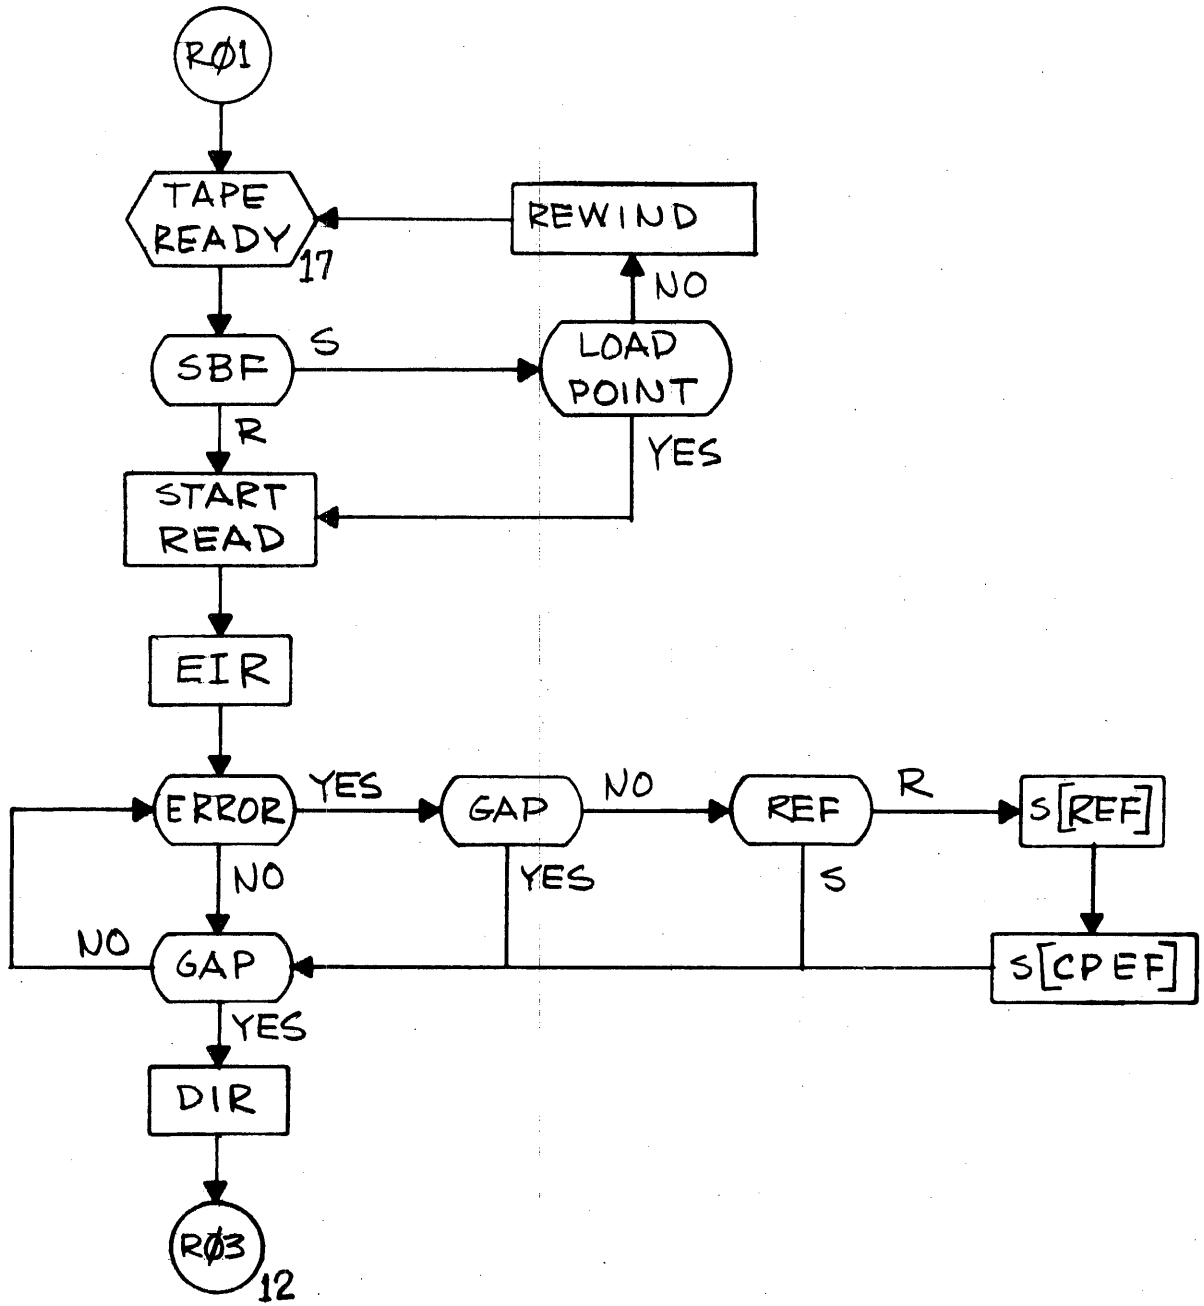 RØ1
TAPE
READY
17
REWIND
NO
SBF
S
LOAD
POINT
R
YES
START
READ
EIR
ERROR
YES
GAP
NO
REF
R
S[REF]
NO
YES
S
NO
GAP
S[CPEF]
YES
DIR
RØ3
12